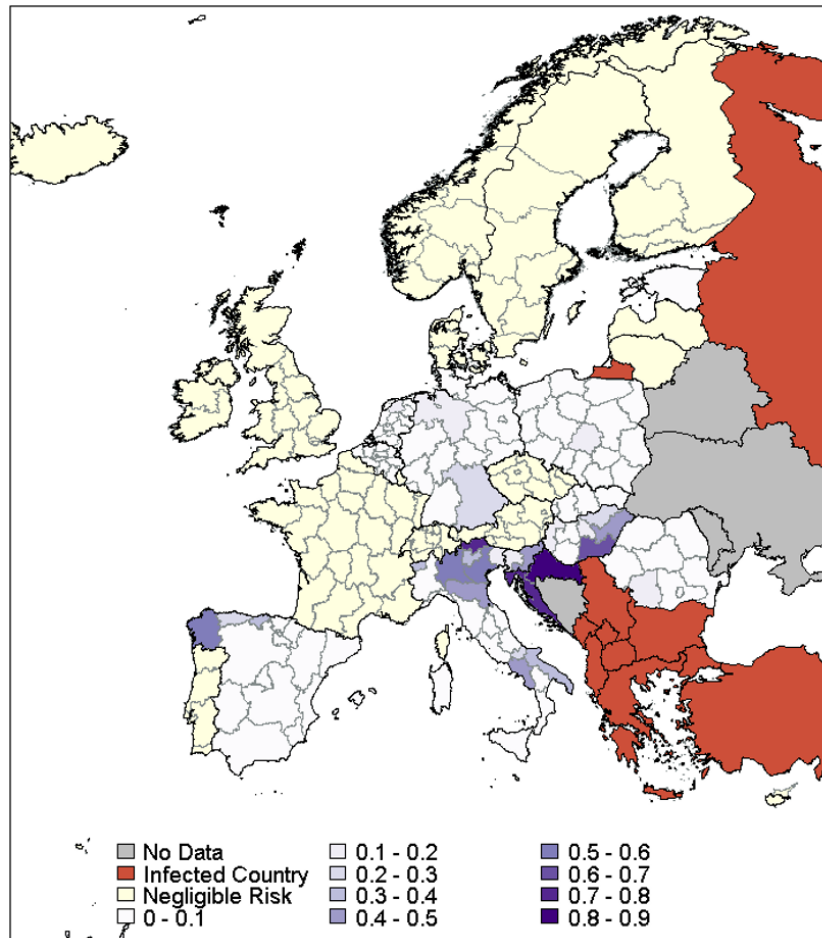 No Data
Infected Country
Negligible Risk
0 - 0.1
0.1 - 0.2
0.2 - 0.3
0.3 - 0.4
0.4 - 0.5
0.5 - 0.6
0.6 - 0.7
0.7 - 0.8
0.8 - 0.9